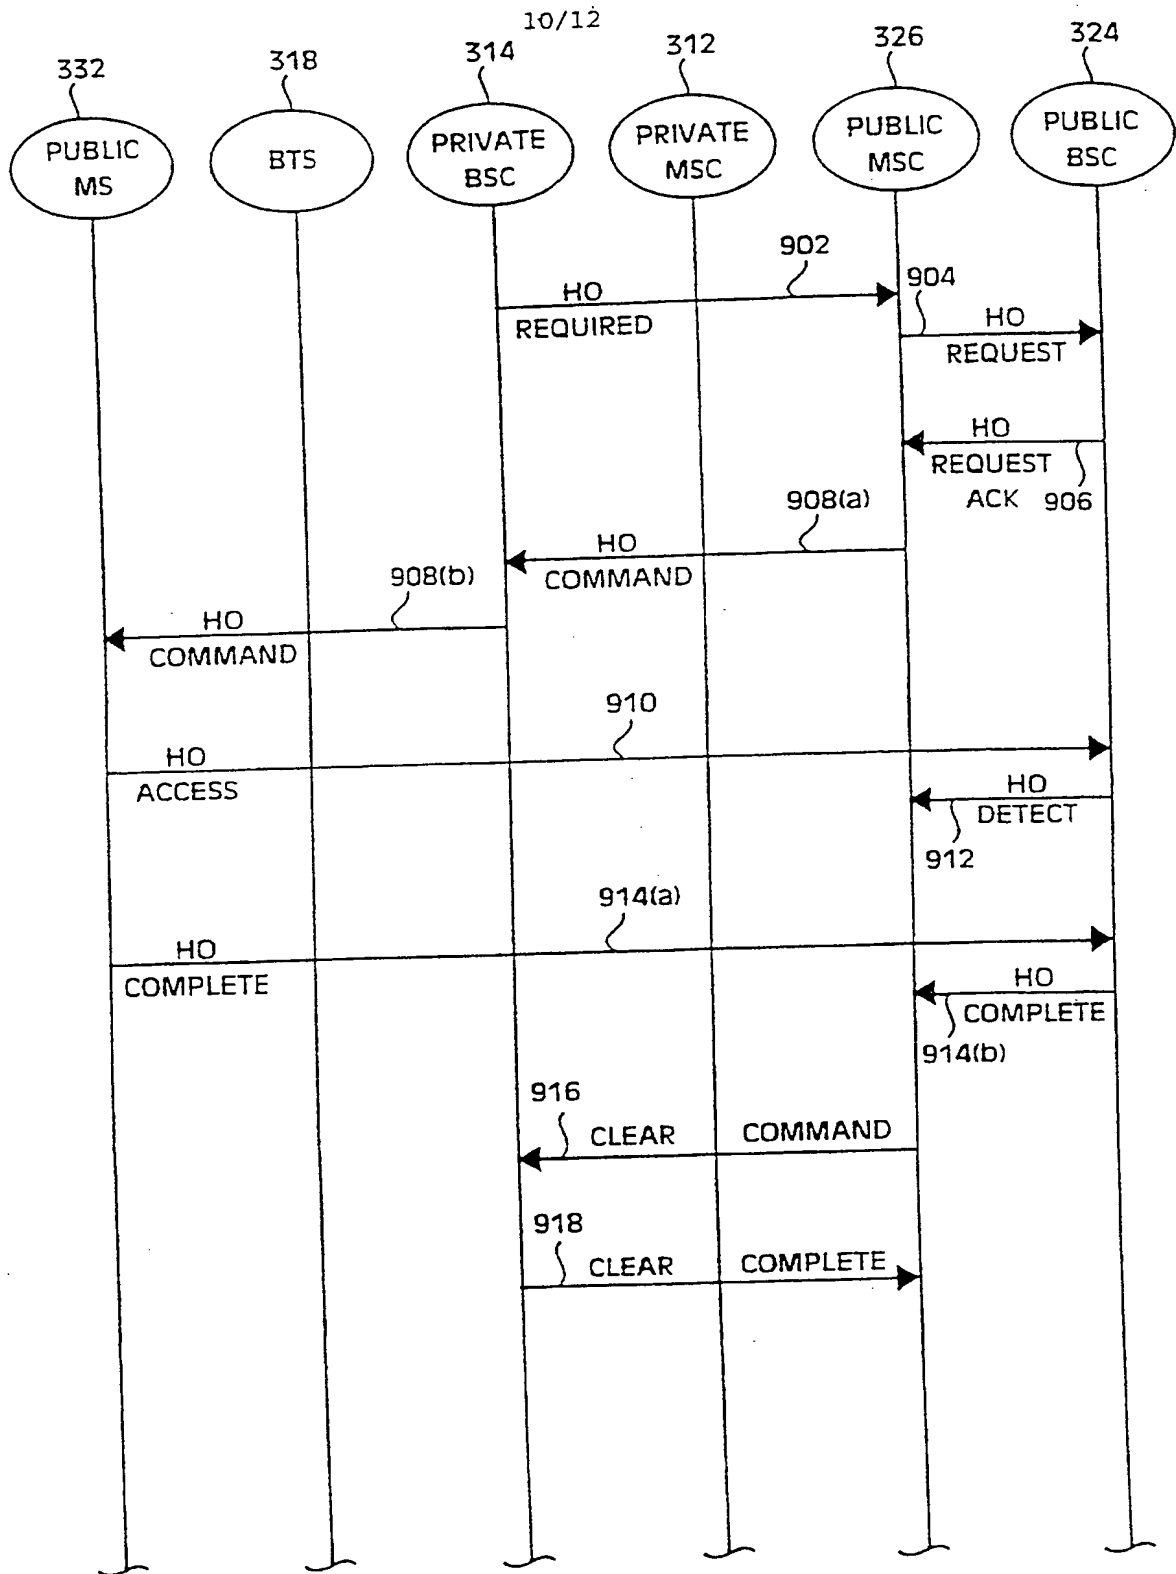 10/12
332
318
314
312
326
324
PUBLIC
MS
BTS
PRIVATE
BSC
PRIVATE
MSC
PUBLIC
MSC
PUBLIC
BSC
902
HO
REQUIRED
904
HO
REQUEST
HO
REQUEST
ACK
906
908(a)
HO
COMMAND
908(b)
HO
COMMAND
910
HO
ACCESS
HO
DETECT
912
914(a)
HO
COMPLETE
HO
COMPLETE
914(b)
916
CLEAR COMMAND
918
CLEAR COMPLETE